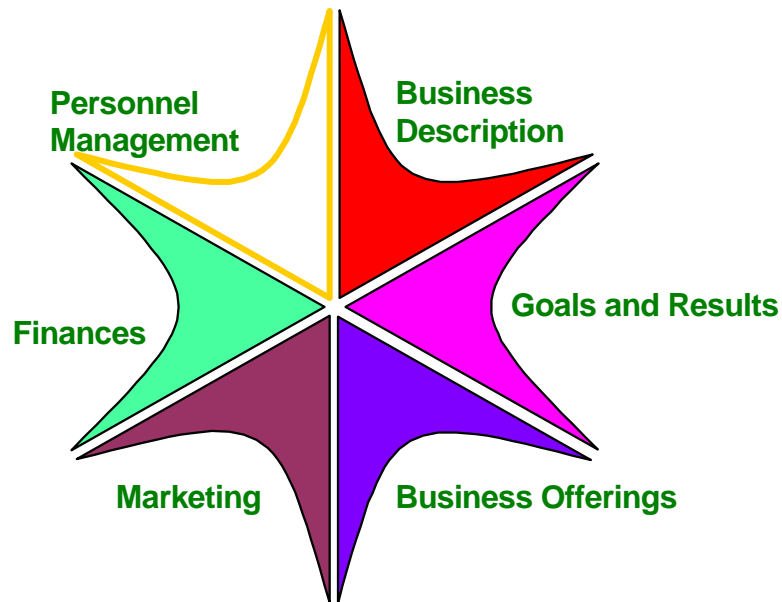 Personnel
Management
Business
Description
Goals and Results
Finances
Marketing
Business Offerings